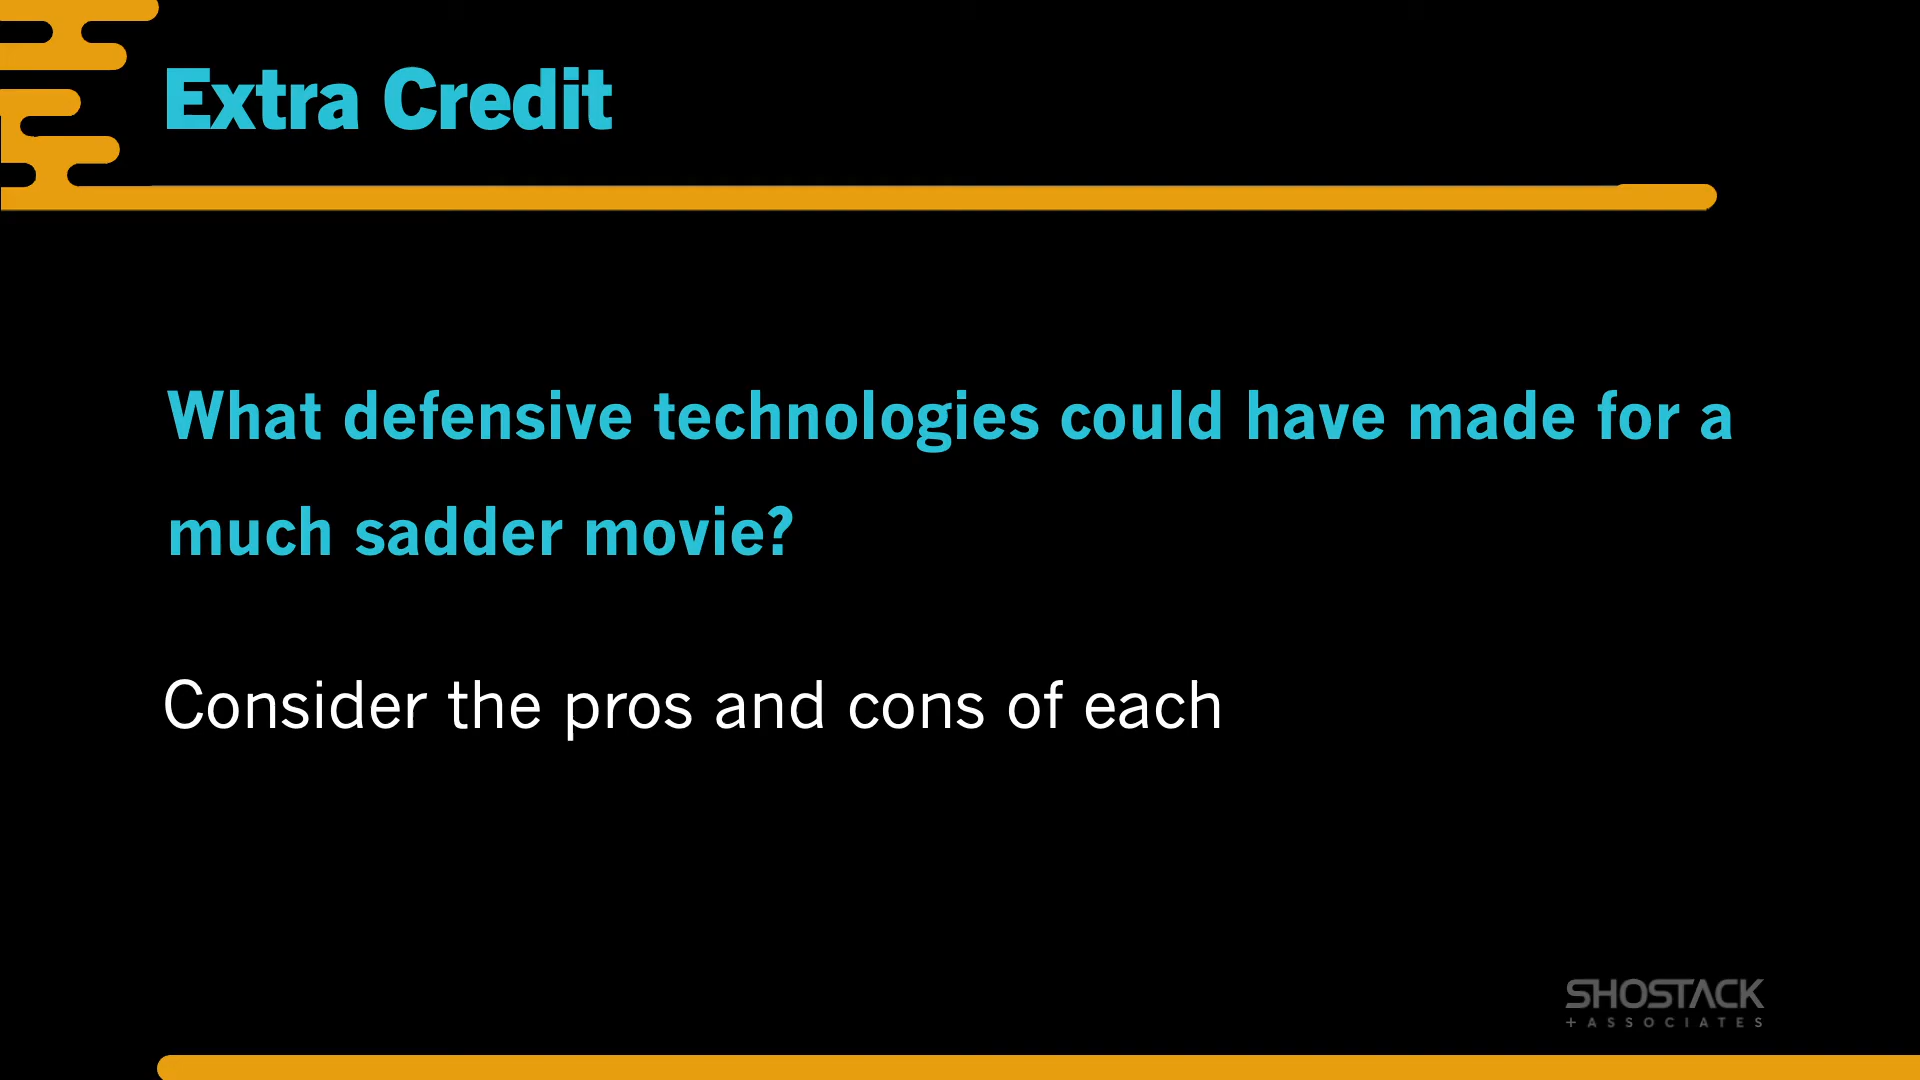 Extra Credit
What defensive technologies could have made for a
much sadder movie?
Consider the pros and cons of each
SHOSTACK
+ ASSOCIATES